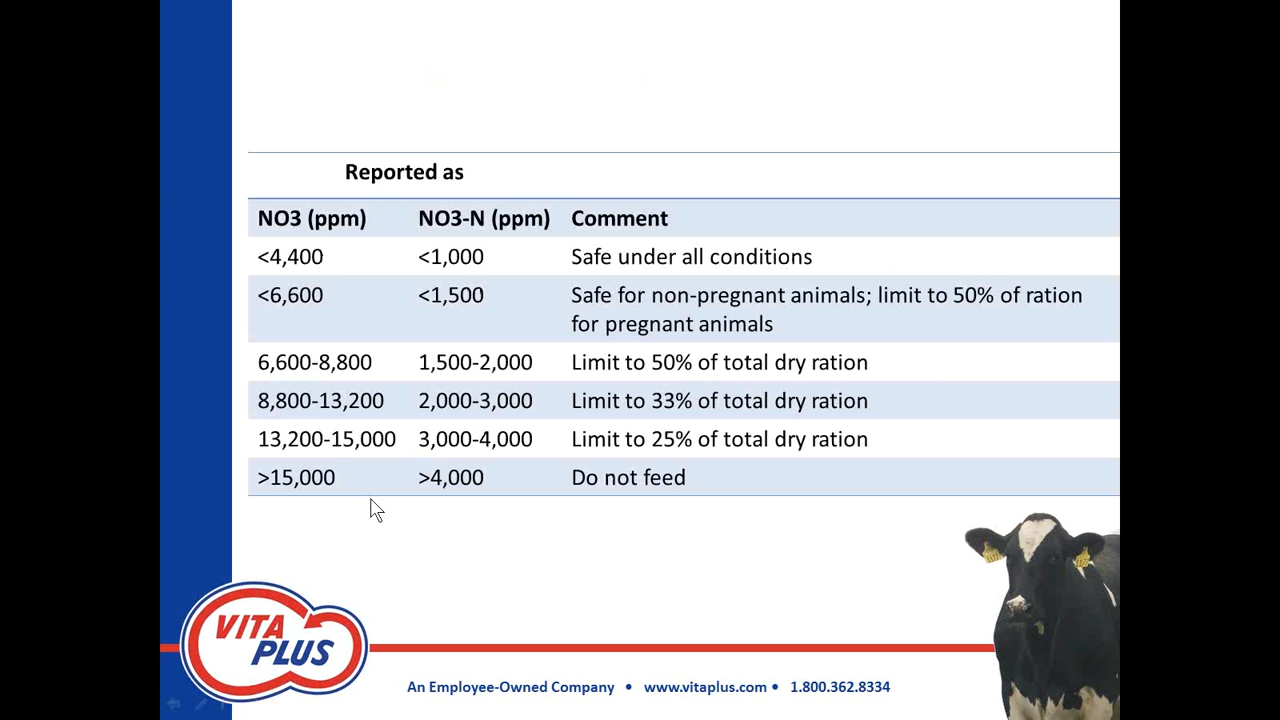 Reported as
NO3 (ppm) NO3-N (ppm) Comment
<4,400 <1,000 Safe under all conditions
<6,600 <1,500 Safe for non-pregnant animals; limit to 50% of ration
for pregnant animals
6,600-8,800 1,500-2,000 Limit to 50% of total dry ration
8,800-13,200 2,000-3,000 Limit to 33% of total dry ration
13,200-15,000 3,000-4,000 Limit to 25% of total dry ration
>15,000 >4,000 Do not feed
VITA
PLUS
An Employee-Owned Company • www.vitaplus.com • 1.800.362.8334